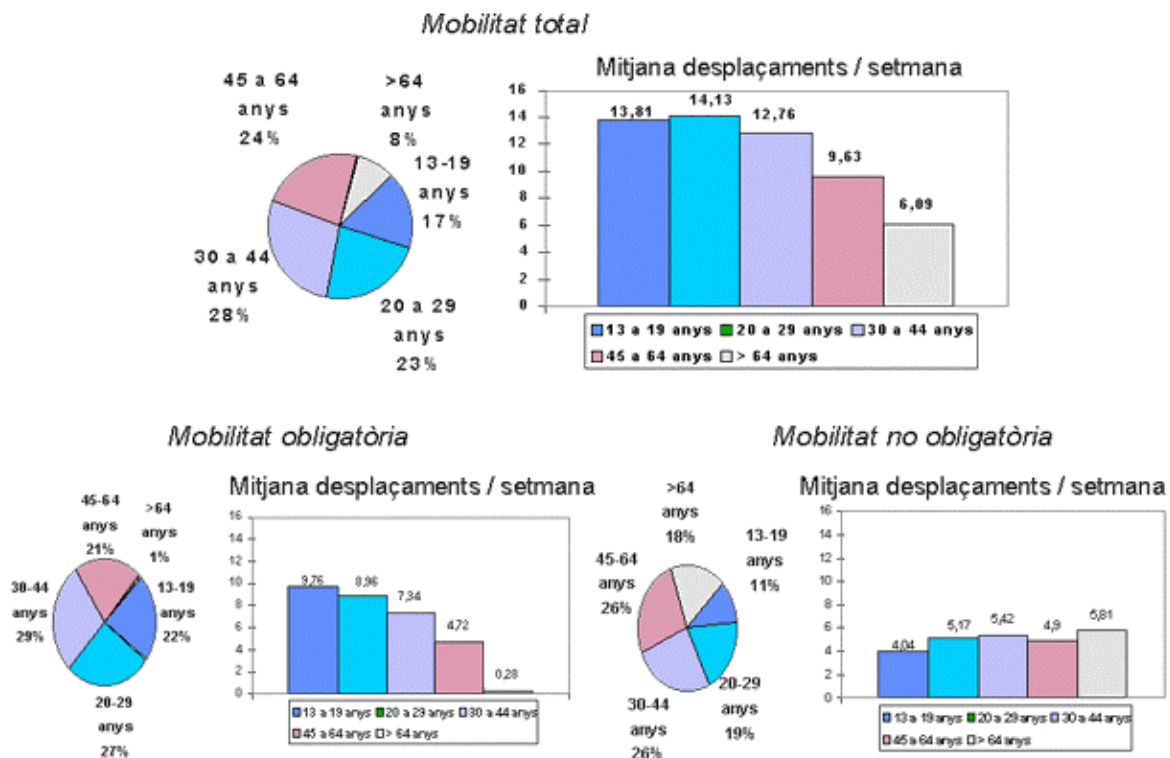 Mobilitat total
45 a 64
anys
24%
>64
anys
8%
13-19
anys
17%
20 a 29
anys
23%
30 a 44
anys
28%
Mitjana desplaçaments / setmana
16
14
12
10
8
6
4
2
0
13,81
14,13
12,76
9,63
6,09
13 a 19 anys 20 a 29 anys 30 a 44 anys
45 a 64 anys > 64 anys
Mobilitat obligatòria
45-64
anys
21%
>64
anys
1%
13-19
anys
22%
20-29
anys
27%
30-44
anys
29%
Mitjana desplaçaments / setmana
16
14
12
10
8
6
4
2
0
9,76
8,96
7,34
4,72
0,28
13 a 19 anys 20 a 29 anys 30 a 44 anys
45 a 64 anys > 64 anys
Mobilitat no obligatòria
>64
anys
18%
13-19
anys
11%
20-29
anys
19%
30-44
anys
26%
45-64
anys
26%
Mitjana desplaçaments / setmana
16
14
12
10
8
6
4
2
0
4,04
5,17
5,42
4,9
5,81
13 a 19 anys 20 a 29 anys 30 a 44 anys
45 a 64 anys > 64 anys